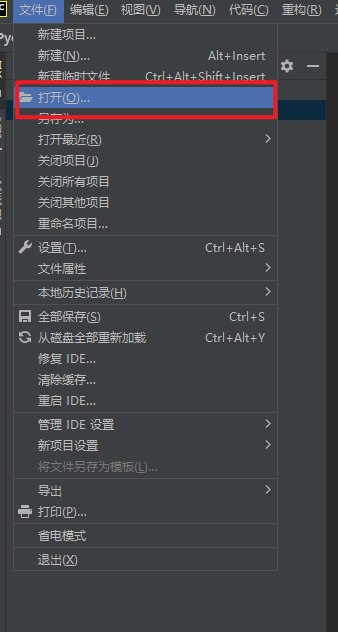 文件(F) 编辑(E) 视图(V) 导航(N) 代码(C) 重构(R)
新建项目...
新建(N)... Alt+Insert
新建临时文件 Ctrl+Alt+Shift+Insert
打开(O)...
另存为...
打开最近(R)
关闭项目(J)
关闭所有项目
关闭其他项目
重命名项目...
设置(T)... Ctrl+Alt+S
文件属性
本地历史记录(H)
全部保存(S) Ctrl+S
从磁盘全部重新加载 Ctrl+Alt+Y
修复 IDE...
清除缓存...
重启 IDE...
管理 IDE 设置
新项目设置
将文件另存为模板(L)...
导出
打印(P)...
省电模式
退出(X)